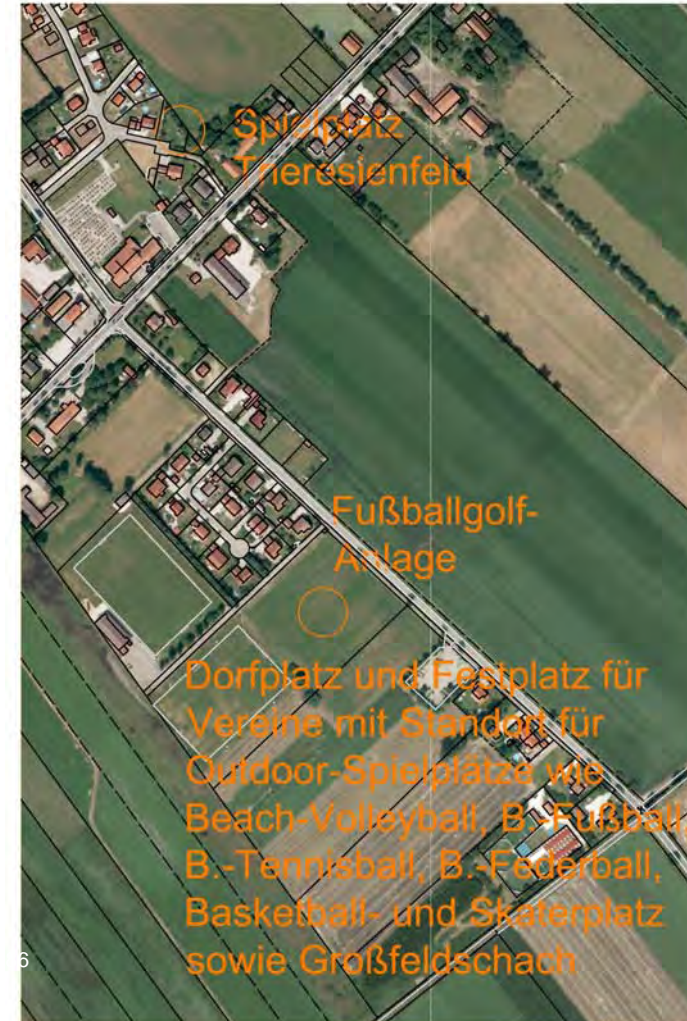 Spielplatz
Theresienfeld
Fußballgolf-
Anlage
Dorfplatz und Festplatz für
Vereine mit Standort für
Outdoor-Spielplätze wie
Beach-Volleyball, B.-Fußball,
B.-Tennisball, B.-Federball,
Basketball- und Skaterplatz
6
sowie Großfeldschach